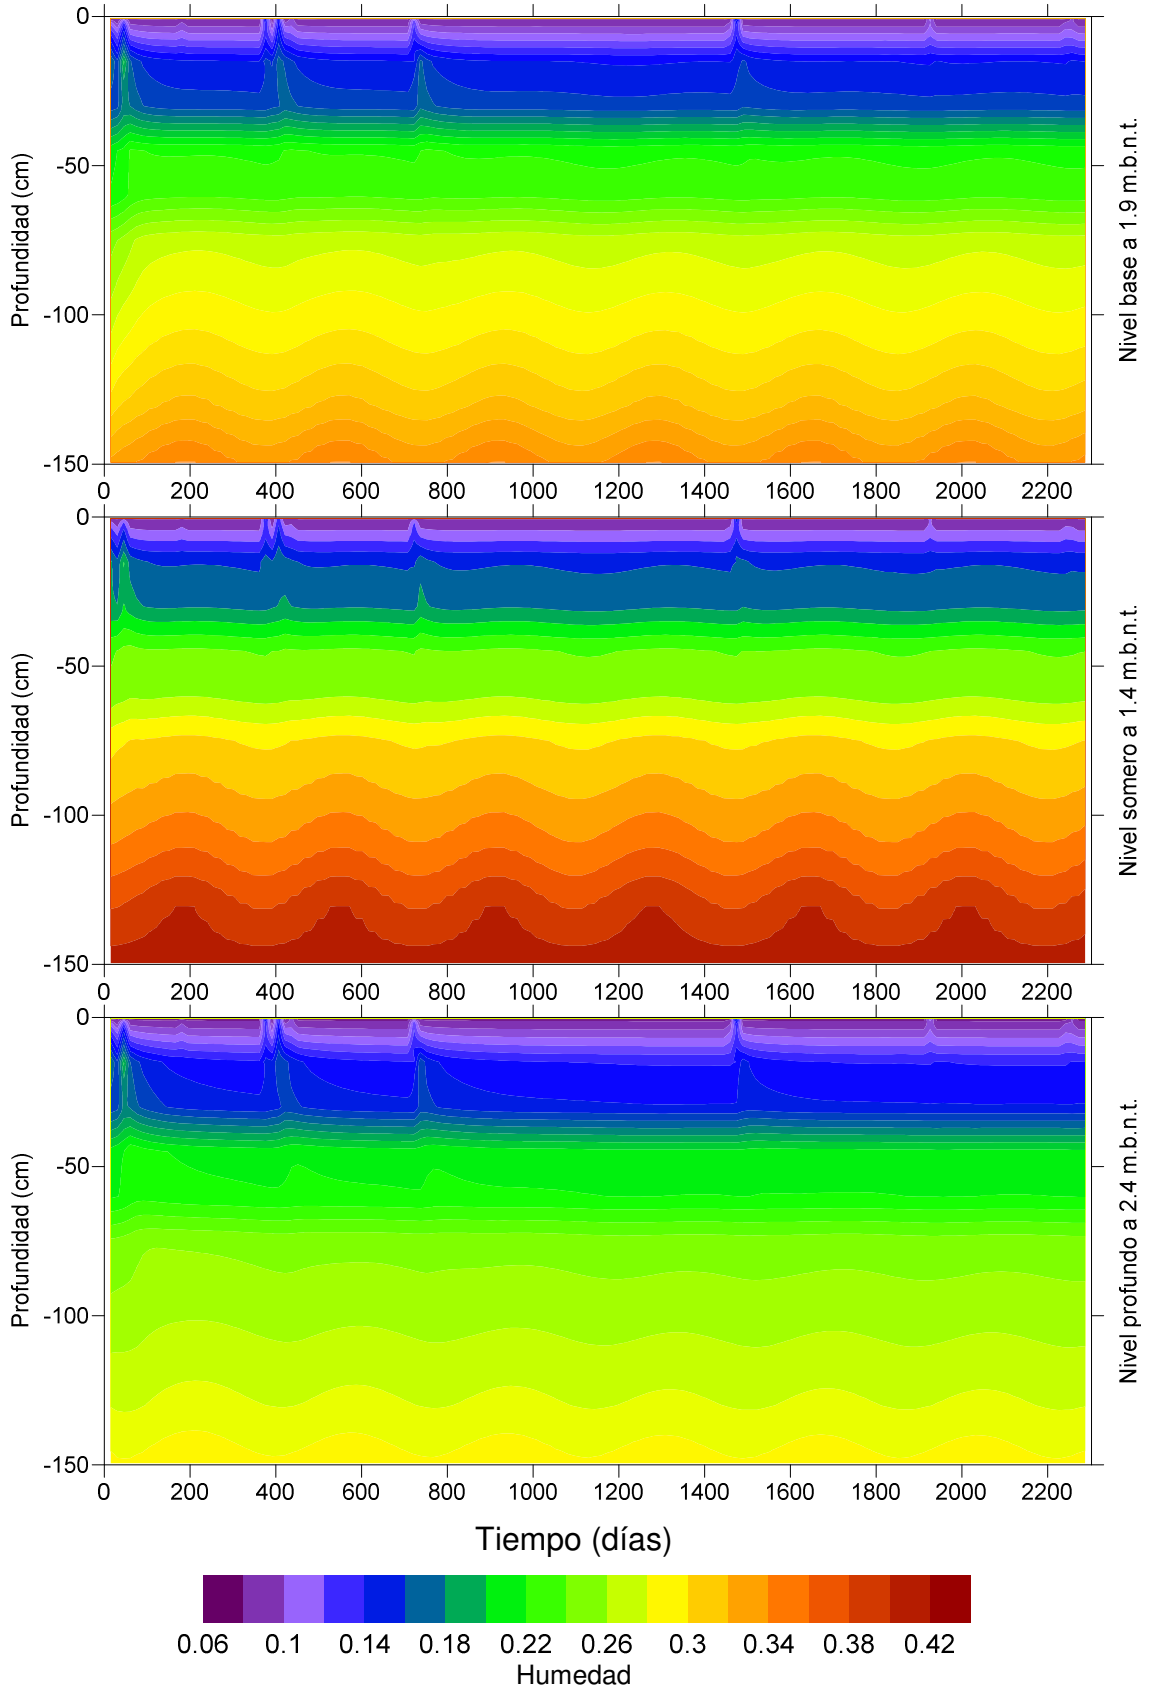 0
-50
-100
-150
Profundidad (cm)
Nivel base a 1.9 m.b.n.t.
0 200 400 600 800 1000 1200 1400 1600 1800 2000 2200
0
-50
-100
-150
Profundidad (cm)
Nivel somero a 1.4 m.b.n.t.
0 200 400 600 800 1000 1200 1400 1600 1800 2000 2200
0
-50
-100
-150
Profundidad (cm)
Nivel profundo a 2.4 m.b.n.t.
0 200 400 600 800 1000 1200 1400 1600 1800 2000 2200
Tiempo (días)
0.06 0.1 0.14 0.18 0.22 0.26 0.3 0.34 0.38 0.42
Humedad